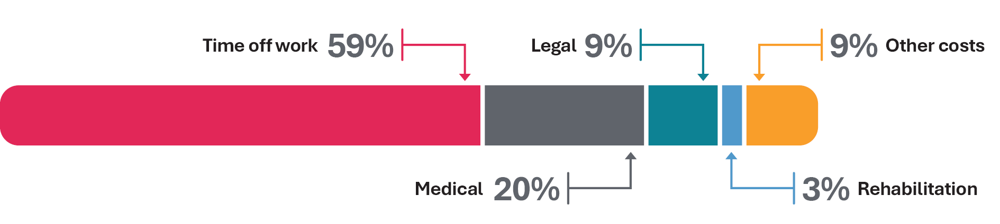 Time off work 59%
Legal 9%
9% Other costs
Medical 20%
3% Rehabilitation